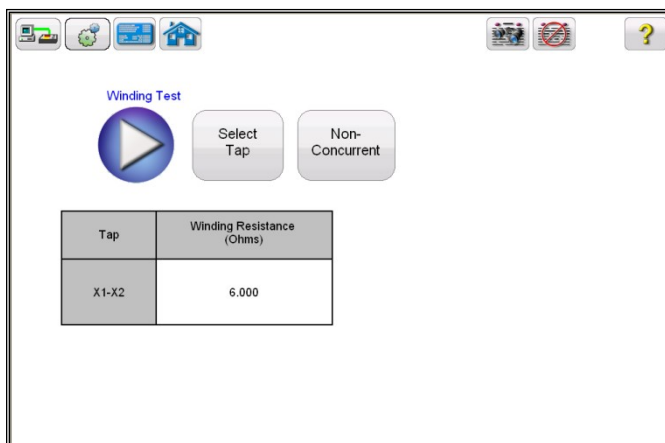 ?
Winding Test
Select
Tap
Non-
Concurrent
Tap
Winding Resistance
(Ohms)
X1-X2
6.000